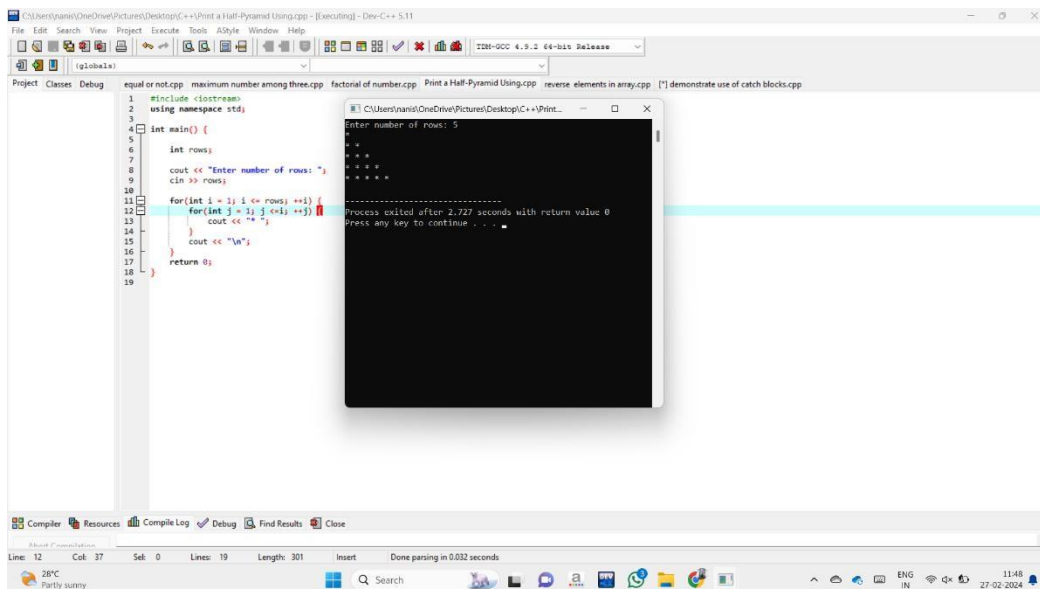 C:\Users\nanis\OneDrive\Pictures\Desktop\C++\Print a Half-Pyramid Using.cpp - [Executing] - Dev-C++ 5.11
File Edit Search View Project Execute Tools AStyle Window Help
TDM-GCC 4.9.2 64-bit Release
(globals)
Project Classes Debug
equal or not.cpp maximum number among three.cpp factorial of number.cpp Print a Half-Pyramid Using.cpp reverse elements in array.cpp [*] demonstrate use of catch blocks.cpp
1 #include <iostream>
2 using namespace std;
3
4 int main() {
5
6 int rows;
7
8 cout << "Enter number of rows: ";
9 cin >> rows;
10
11 for(int i = 1; i <= rows; ++i) {
12 for(int j = 1; j <=i; ++j) {
13 cout << "* ";
14 }
15 cout << "\n";
16 }
17 return 0;
18 }
19
C:\Users\nanis\OneDrive\Pictures\Desktop\C++\Print...
Enter number of rows: 5
*
* *
* * *
* * * *
* * * * *
--------------------------------
Process exited after 2.727 seconds with return value 0
Press any key to continue . . .
Compiler Resources Compile Log Debug Find Results Close
Abort Compilation
Line: 12 Col: 37 Sel: 0 Lines: 19 Length: 301 Insert Done parsing in 0.032 seconds
28°C
Partly sunny
Search
a
DEV
3
ENG
IN
11:48
27-02-2024